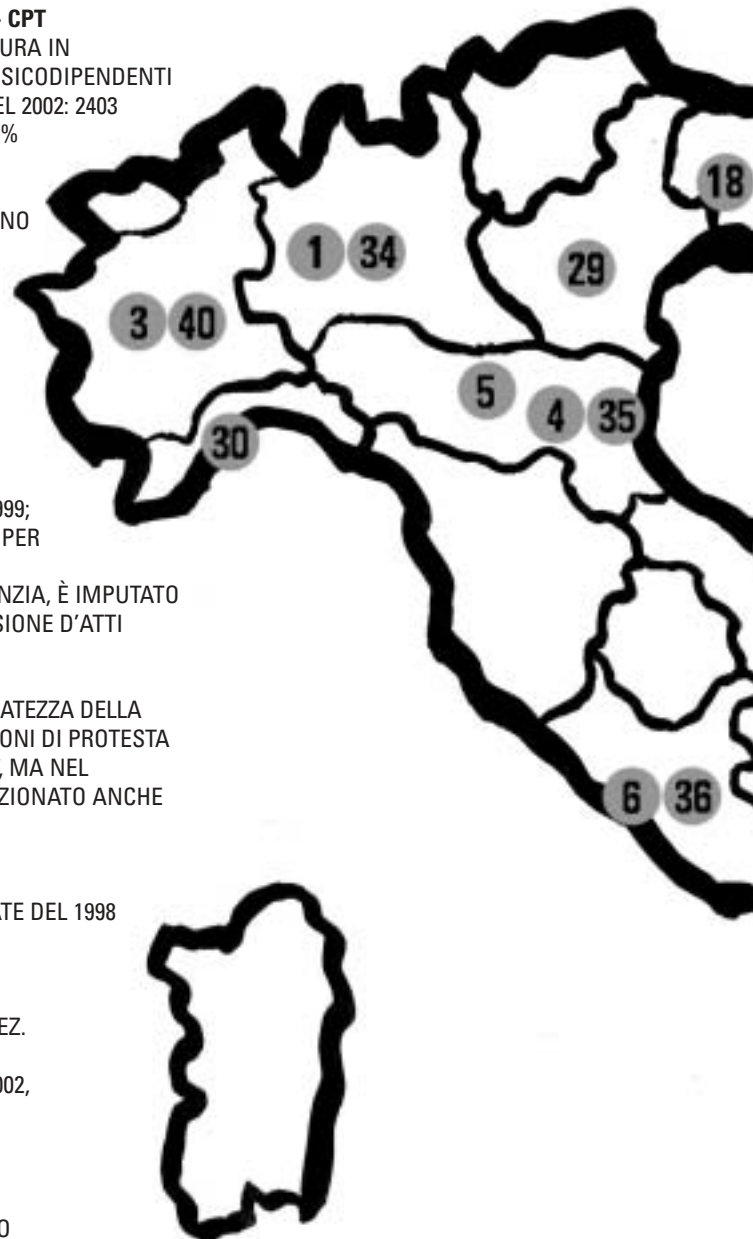 - CPT
URA IN
SICODIPENDENTI
EL 2002: 2403
%
18
NO
1 34
29
3 40
5
4 35
30
999;
PER
NZIA, È IMPUTATO
SIONE D’ATTI
ATEZZA DELLA
ONI DI PROTESTA
, MA NEL
ZIONATO ANCHE
6 36
ATE DEL 1998
EZ.
002,
O